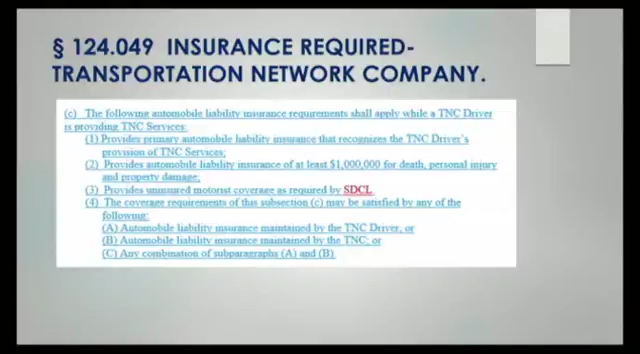 § 124.049 INSURANCE REQUIRED-
TRANSPORTATION NETWORK COMPANY.
(c) The following automobile liability insurance requirements shall apply while a TNC Driver
is providing TNC Services:
(1) Provides primary automobile liability insurance that recognizes the TNC Driver's
provision of TNC Services;
(2) Provides automobile liability insurance of at least $1,000,000 for death, personal injury
and property damage;
(3) Provides uninsured motorist coverage as required by SDCL
(4) The coverage requirements of this subsection (c) may be satisfied by any of the
following:
(A) Automobile liability insurance maintained by the TNC Driver; or
(B) Automobile liability insurance maintained by the TNC; or
(C) Any combination of subparagraphs (A) and (B).